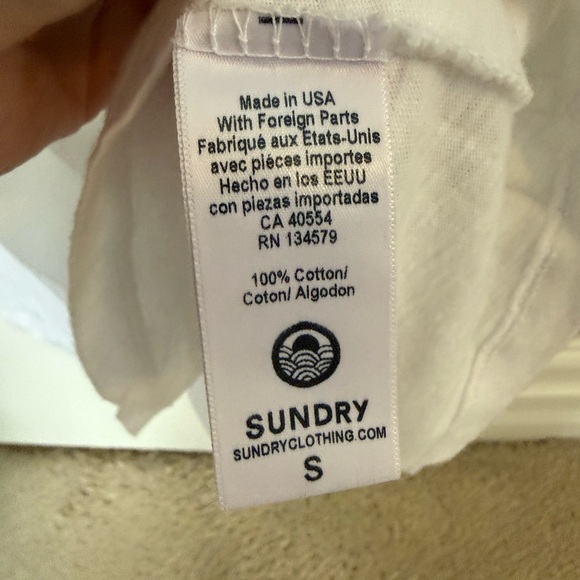 Made in USA
With Foreign Parts
Fabriqué aux Etats-Unis
avec pièces importes
Hecho en los EEUU
con piezas importadas
CA 40554
RN 134579
100% Cotton/
Coton/ Algodon
SUNDRY
SUNDRYCLOTHING.COM
S